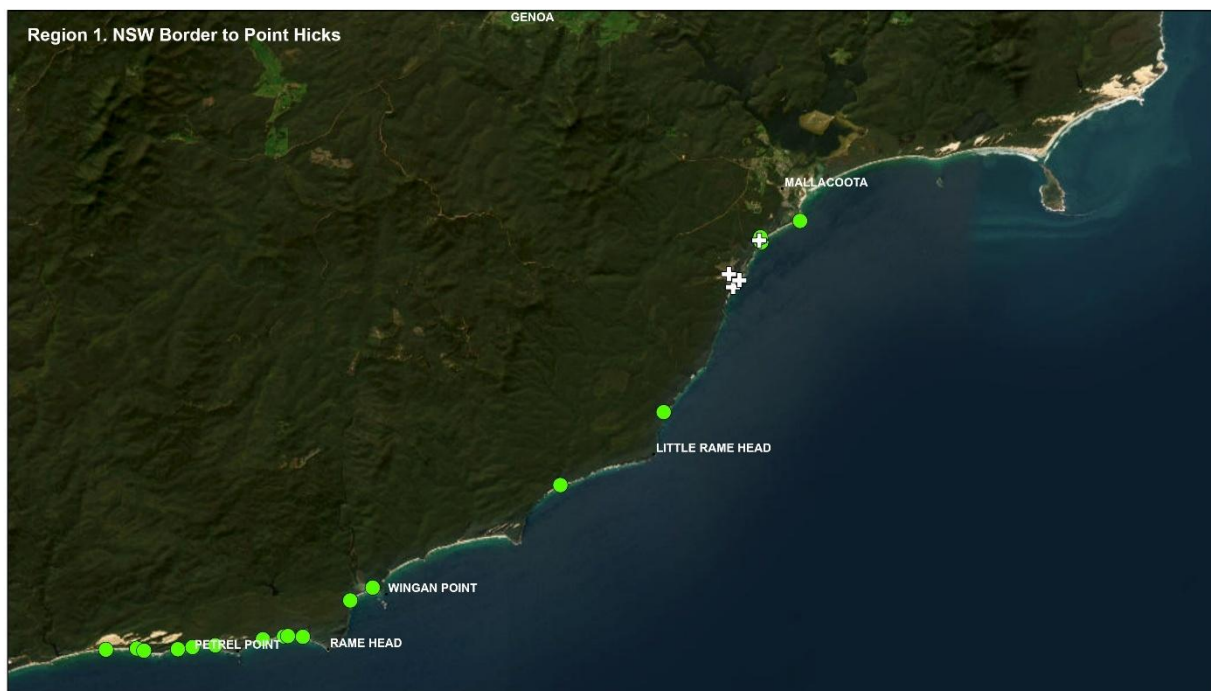 GENOA
Region 1. NSW Border to Point Hicks
MALLACOOTA
LITTLE RAME HEAD
WINGAN POINT
PETREL POINT
RAME HEAD